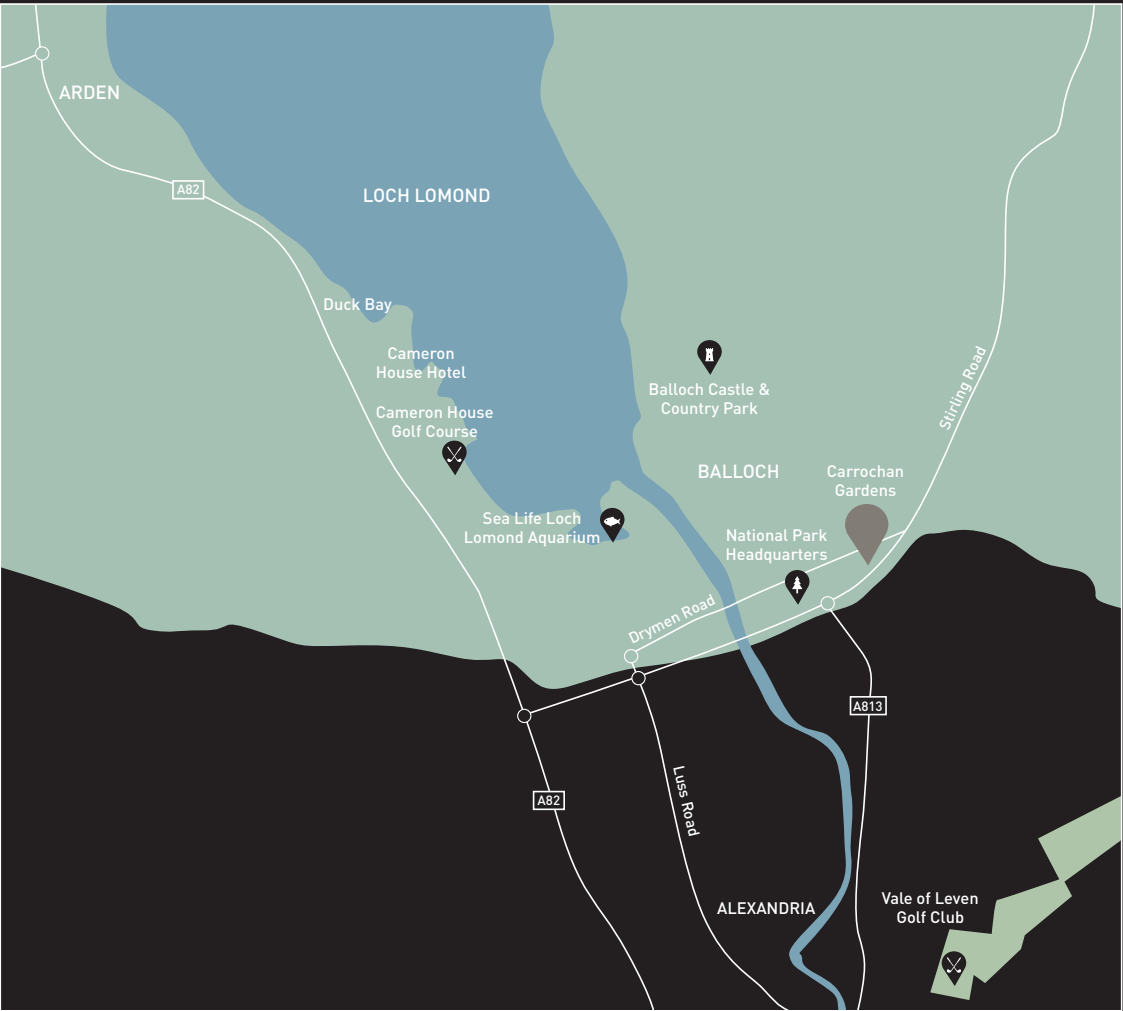 ARDEN
A82
LOCH LOMOND
Duck Bay
Cameron
House Hotel
Cameron House
Golf Course
Balloch Castle &
Country Park
Stirling Road
BALLOCH
Carrochan
Gardens
Sea Life Loch
Lomond Aquarium
National Park
Headquarters
Drymen Road
A813
Luss Road
A82
ALEXANDRIA
Vale of Leven
Golf Club